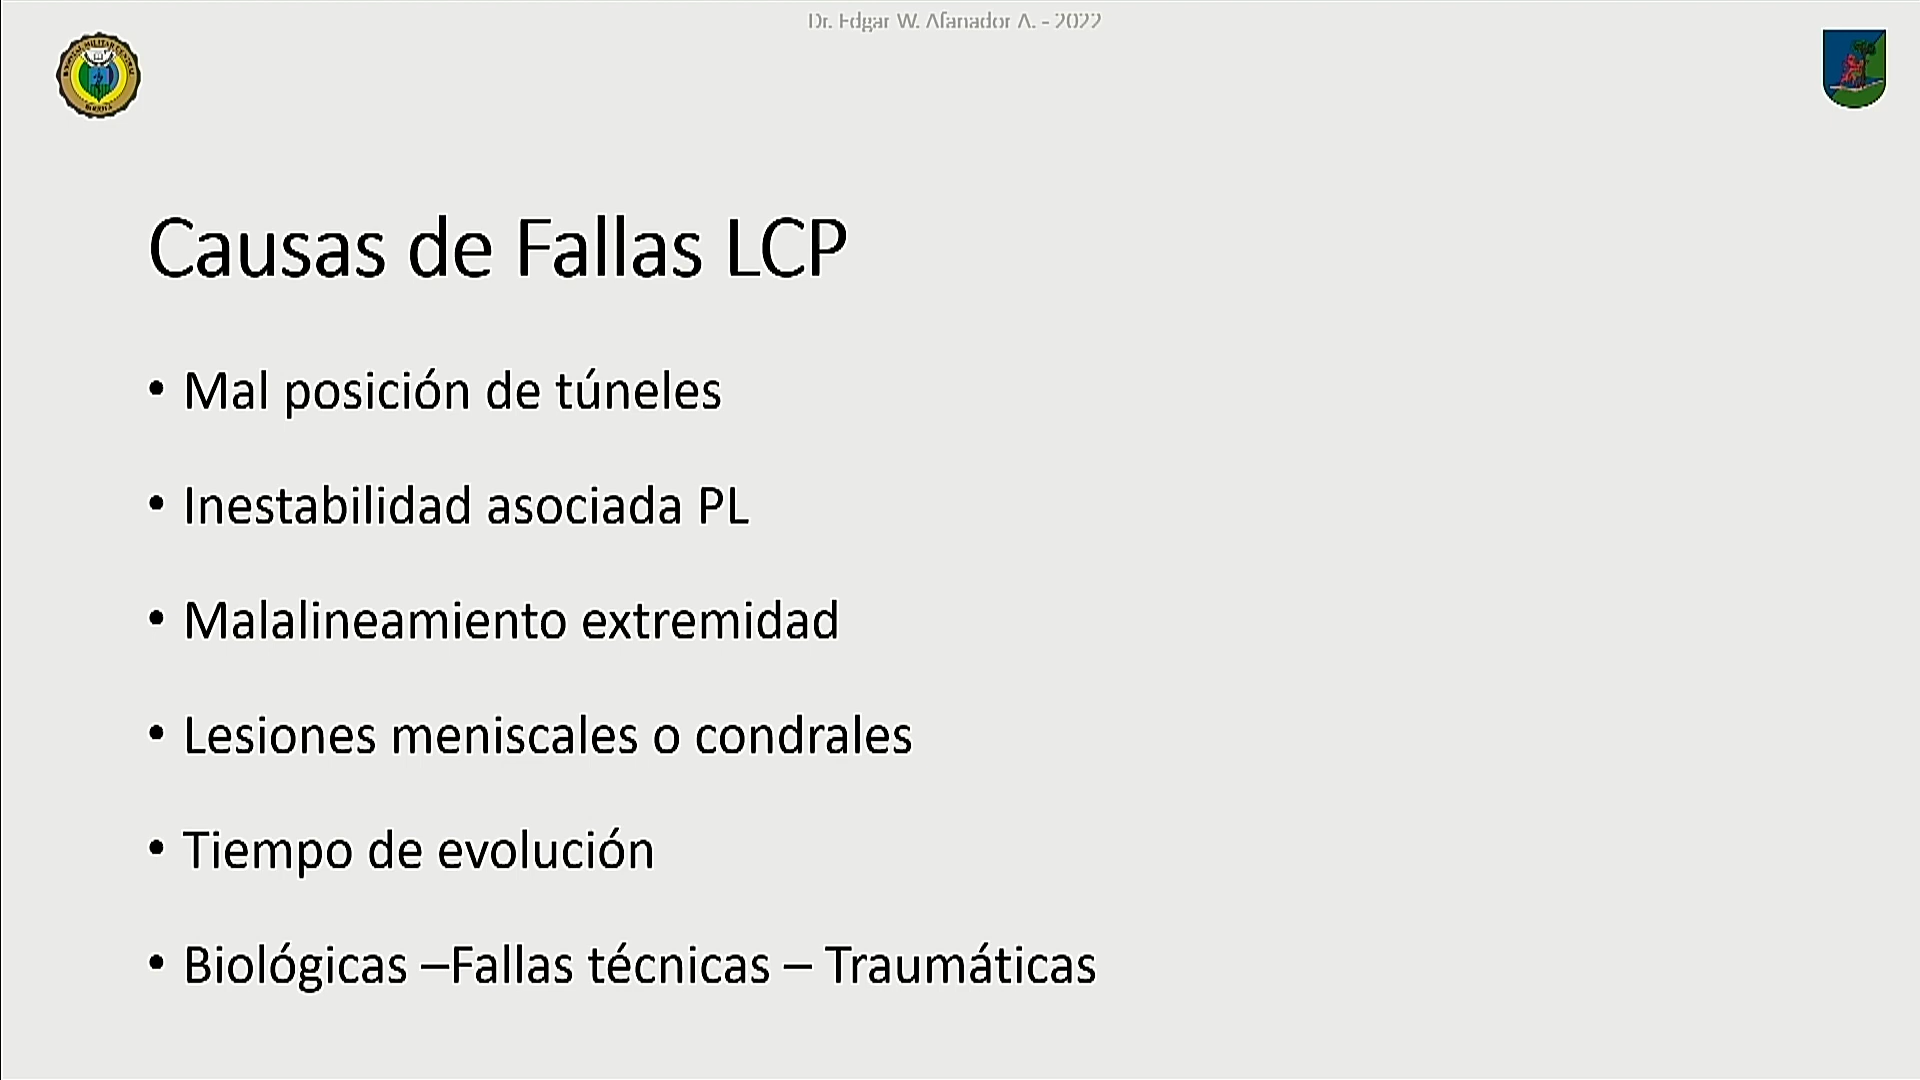 Dr. Edgar W. Afanador A. - 2022
Causas de Fallas LCP
• Mal posición de túneles
• Inestabilidad asociada PL
• Malalineamiento extremidad
• Lesiones meniscales o condrales
• Tiempo de evolución
• Biológicas –Fallas técnicas – Traumáticas